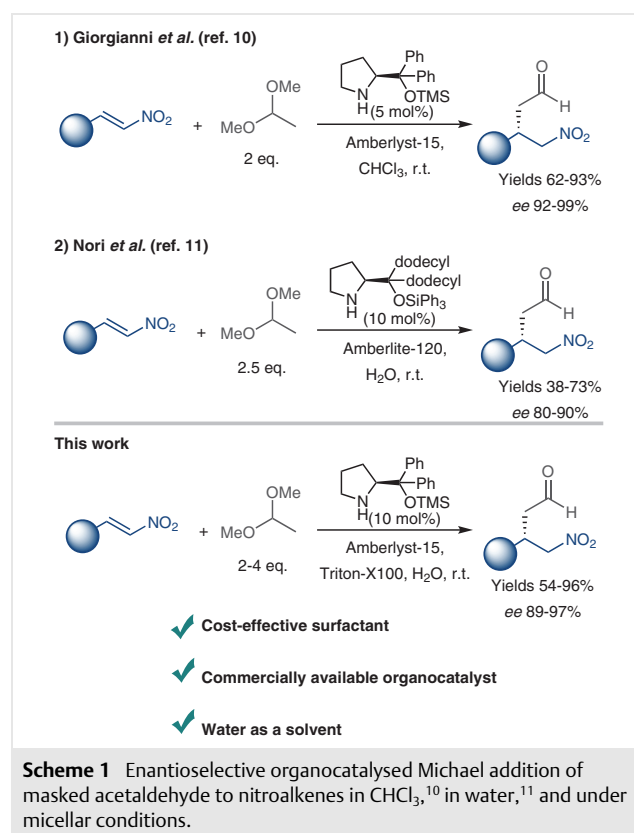 1) Giorgianni et al. (ref. 10)
NO2
+
OMe
MeO
2 eq.
Ph
Ph
N
H
OTMS
(5 mol%)
Amberlyst-15,
CHCl3, r.t.
O
H
NO2
Yields 62-93%
ee 92-99%
2) Nori et al. (ref. 11)
NO2
+
OMe
MeO
2.5 eq.
dodecyl
dodecyl
N
H
OSiPh3
(10 mol%)
Amberlite-120,
H2O, r.t.
O
H
NO2
Yields 38-73%
ee 80-90%
This work
NO2
+
OMe
MeO
2-4 eq.
Ph
Ph
N
H
OTMS
(10 mol%)
Amberlyst-15,
Triton-X100, H2O, r.t.
O
H
NO2
Yields 54-96%
ee 89-97%
Cost-effective surfactant
Commercially available organocatalyst
Water as a solvent
Scheme 1 Enantioselective organocatalysed Michael addition of
masked acetaldehyde to nitroalkenes in CHCl3,10 in water,11 and under
micellar conditions.